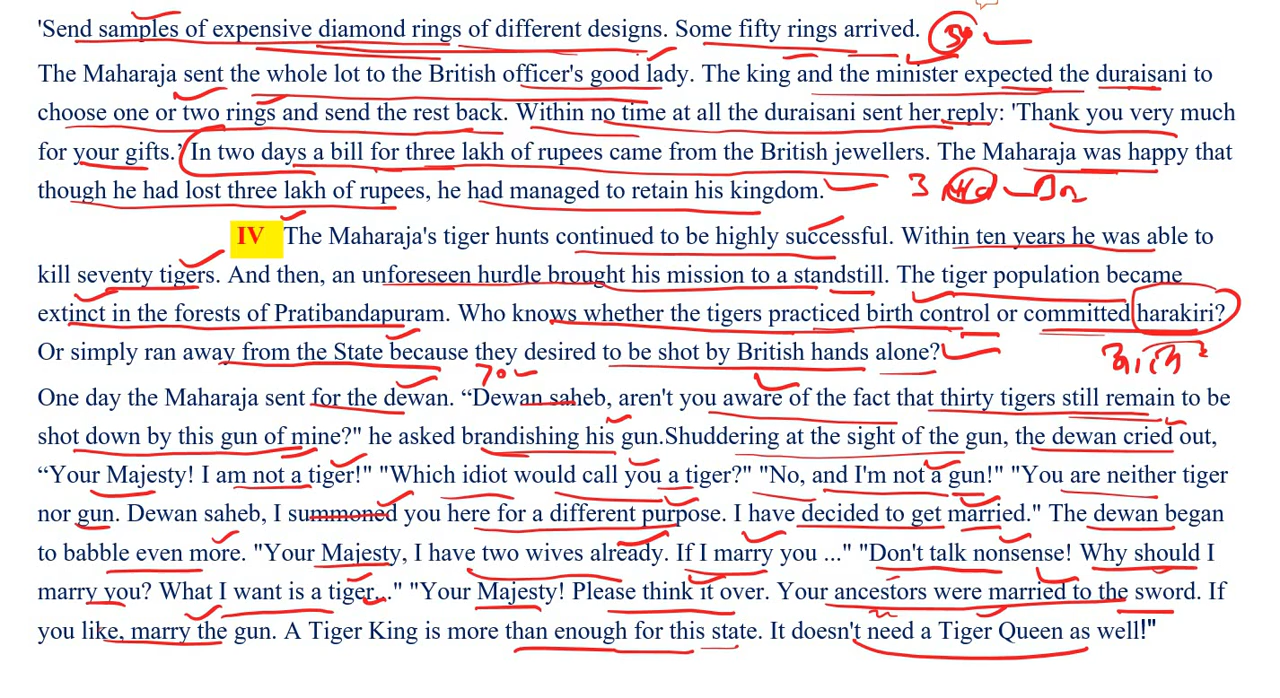 'Send samples of expensive diamond rings of different designs. Some fifty rings arrived. 50
The Maharaja sent the whole lot to the British officer's good lady. The king and the minister expected the duraisani to
choose one or two rings and send the rest back. Within no time at all the duraisani sent her reply: 'Thank you very much
for your gifts.' In two days a bill for three lakh of rupees came from the British jewellers. The Maharaja was happy that
though he had lost three lakh of rupees, he had managed to retain his kingdom. 3
IV The Maharaja's tiger hunts continued to be highly successful. Within ten years he was able to
kill seventy tigers. And then, an unforeseen hurdle brought his mission to a standstill. The tiger population became
extinct in the forests of Pratibandapuram. Who knows whether the tigers practiced birth control or committed harakiri?
Or simply ran away from the State because they desired to be shot by British hands alone?
70
One day the Maharaja sent for the dewan. “Dewan saheb, aren't you aware of the fact that thirty tigers still remain to be
shot down by this gun of mine?" he asked brandishing his gun.Shuddering at the sight of the gun, the dewan cried out,
“Your Majesty! I am not a tiger!" "Which idiot would call you a tiger?" "No, and I'm not a gun!" "You are neither tiger
nor gun. Dewan saheb, I summoned you here for a different purpose. I have decided to get married." The dewan began
to babble even more. "Your Majesty, I have two wives already. If I marry you ..." "Don't talk nonsense! Why should I
marry you? What I want is a tiger..." "Your Majesty! Please think it over. Your ancestors were married to the sword. If
you like, marry the gun. A Tiger King is more than enough for this state. It doesn't need a Tiger Queen as well!"